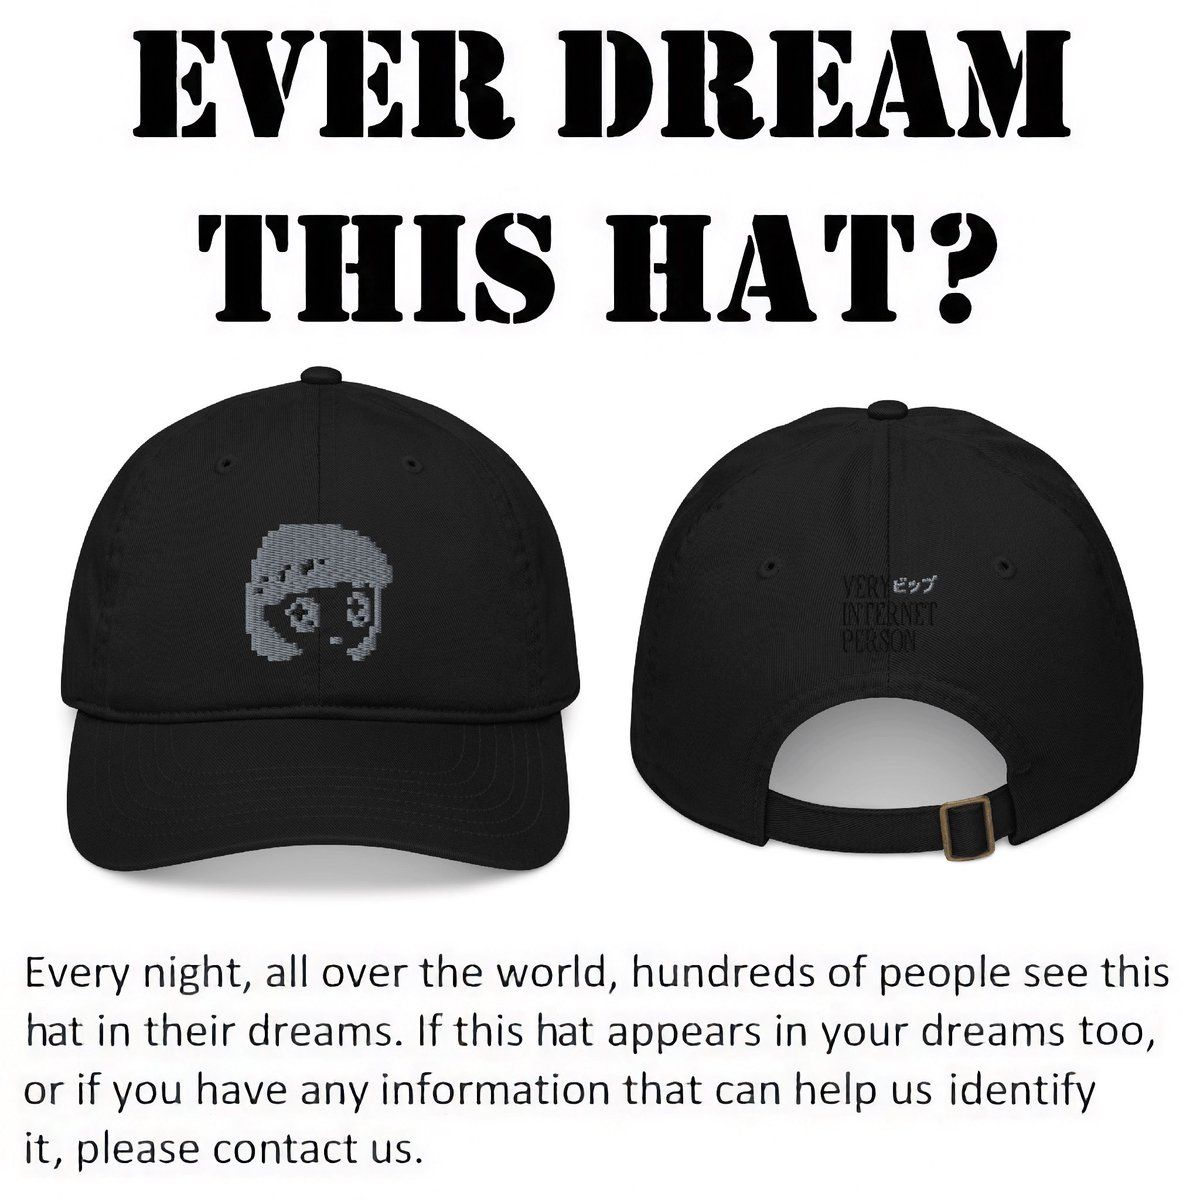 EVER DREAM
THIS HAT?
VERY ビップ
INTERNET
PERSON
Every night, all over the world, hundreds of people see this
hat in their dreams. If this hat appears in your dreams too,
or if you have any information that can help us identify
it, please contact us.